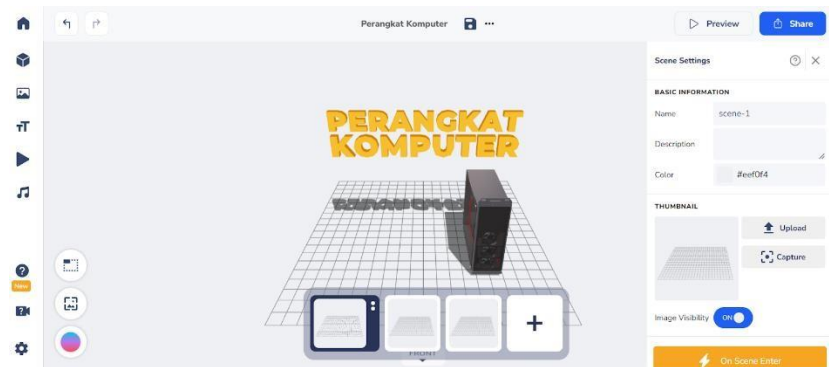 Perangkat Komputer
Preview
Share
Scene Settings
BASIC INFORMATION
Name
scene-1
Description
Color
#eef0f4
THUMBNAIL
Upload
Capture
Image Visibility
ON
On Scene Enter
PERANGKAT
KOMPUTER
FRONT
New